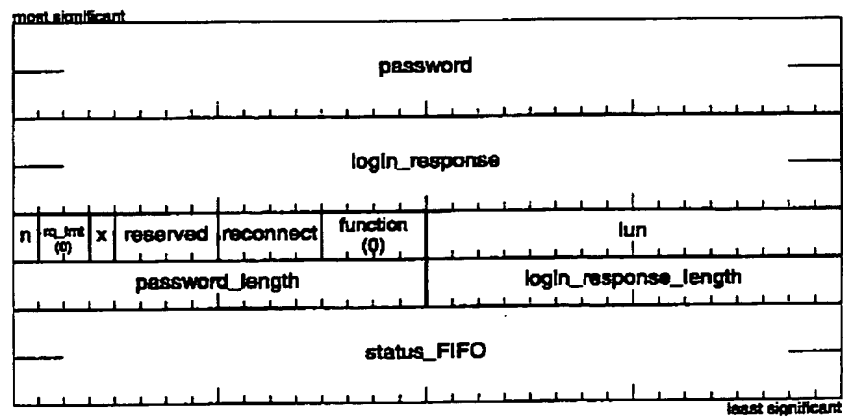 most significant
password
login_response
n rq_fmt (0) x reserved reconnect function (0) lun
password_length login_response_length
status_FIFO
least significant